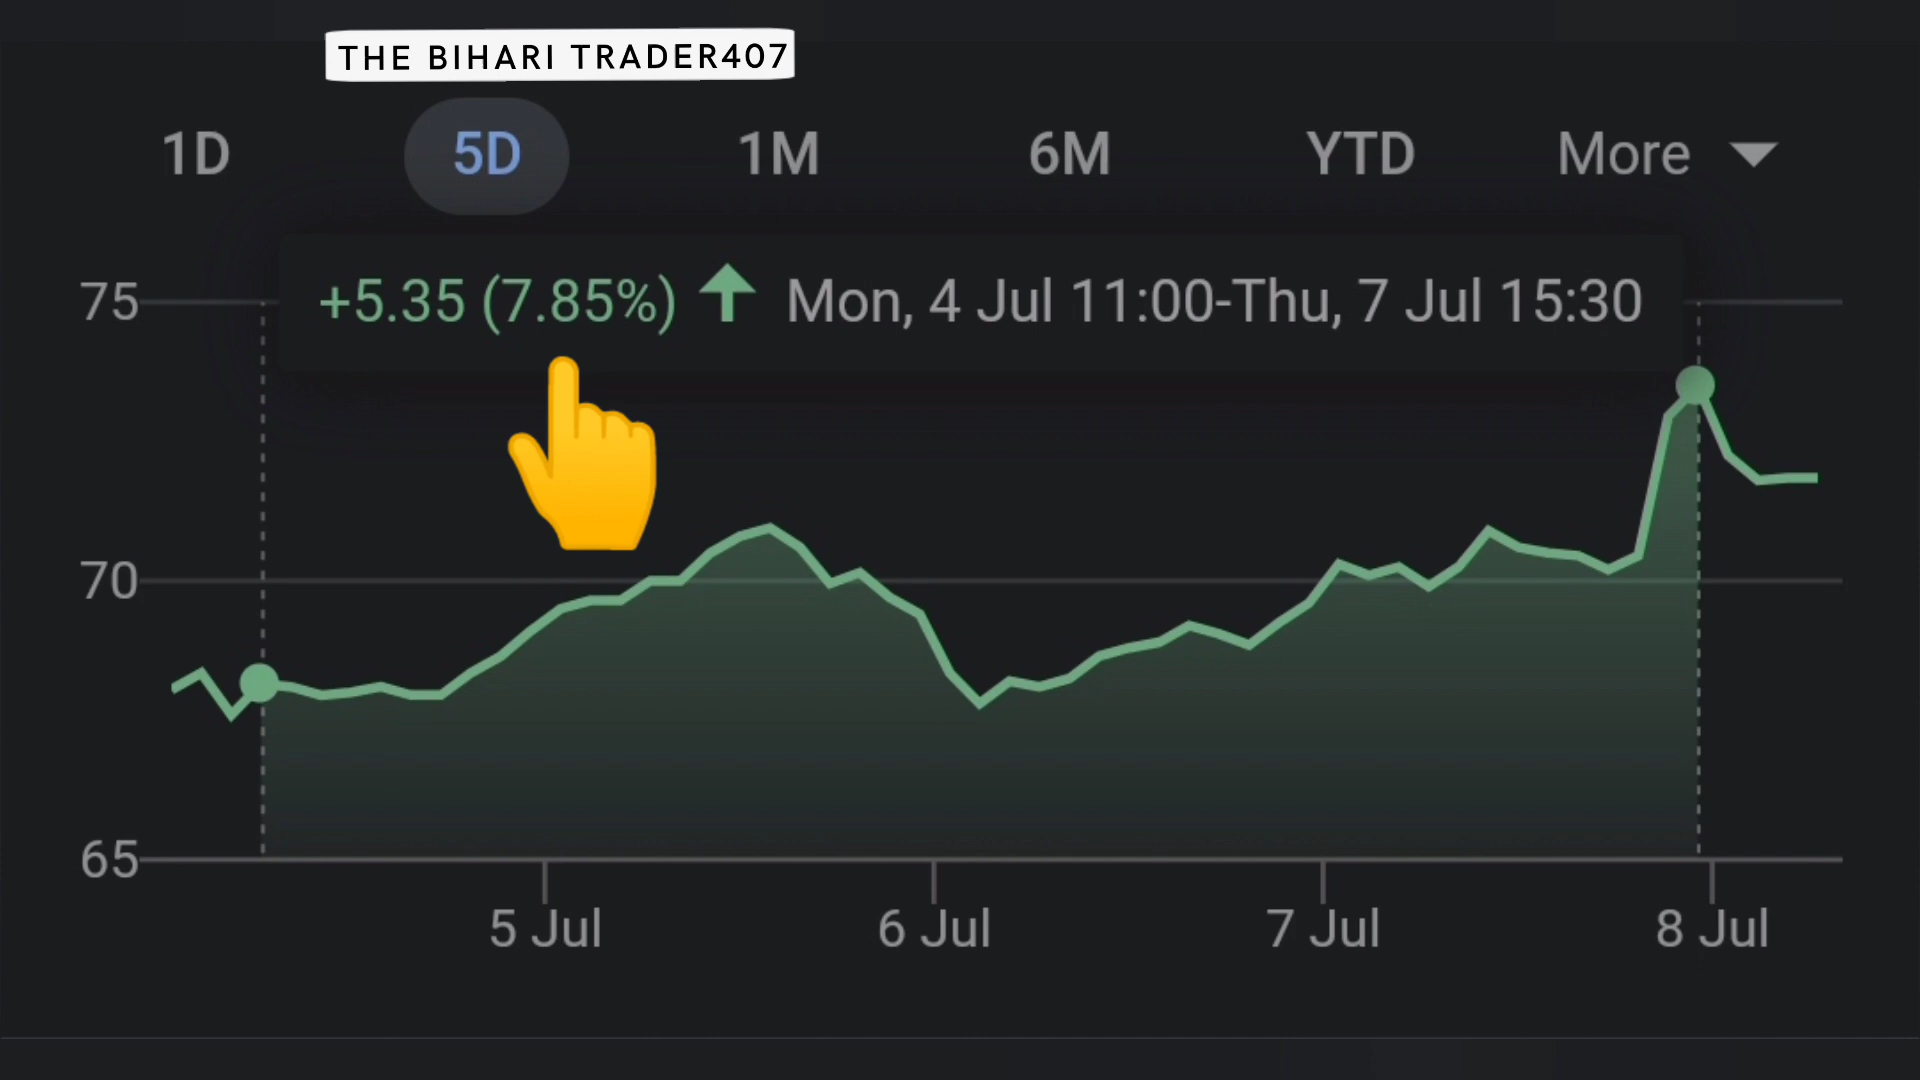 THE BIHARI TRADER407
1D 5D 1M 6M YTD More
75
+5.35 (7.85%) Mon, 4 Jul 11:00-Thu, 7 Jul 15:30
70
65
5 Jul 6 Jul 7 Jul 8 Jul